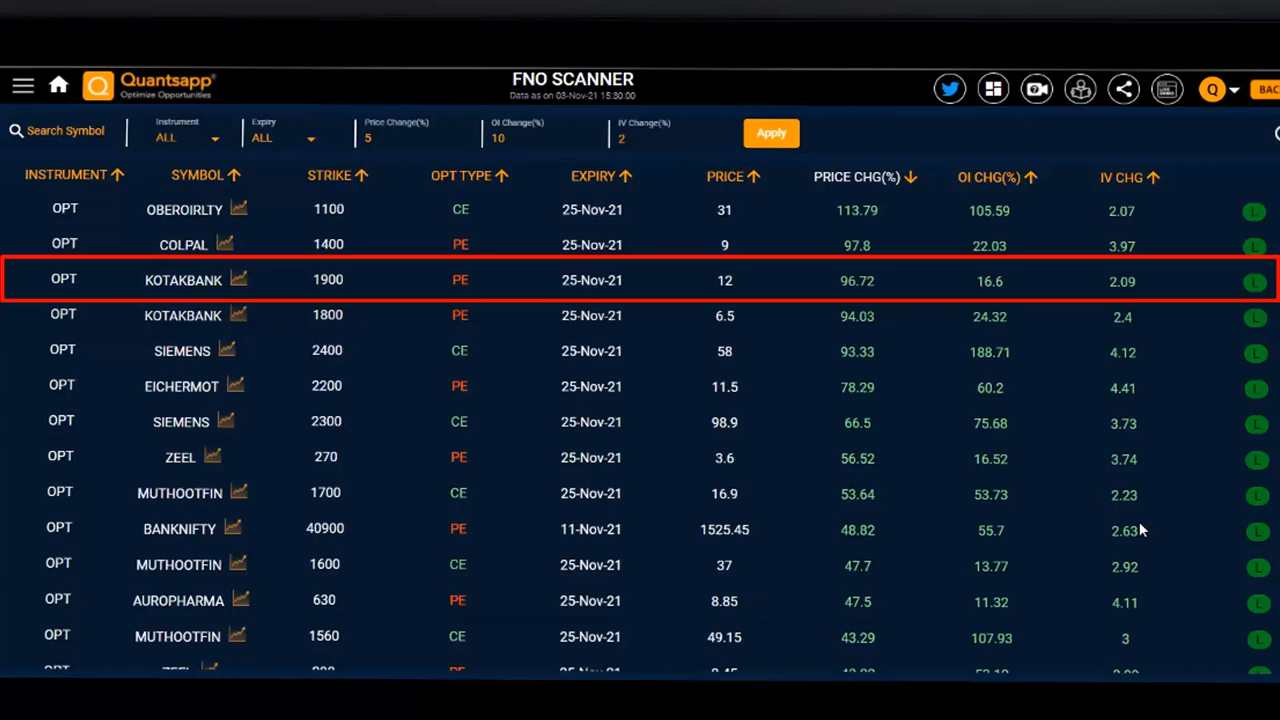 Quantsapp
Optimize Opportunities
FNO SCANNER
Data as on 03-Nov-21 15:30:00
Q
BAC
Search Symbol
Instrument
ALL
Expiry
ALL
Price Change(%)
5
OI Change(%)
10
IV Change(%)
2
Apply
INSTRUMENT SYMBOL STRIKE OPT TYPE EXPIRY PRICE PRICE CHG(%) OI CHG(%) IV CHG
OPT OBEROIRLTY 1100 CE 25-Nov-21 31 113.79 105.59 2.07 L
OPT COLPAL 1400 PE 25-Nov-21 9 97.8 22.03 3.97 L
OPT KOTAKBANK 1900 PE 25-Nov-21 12 96.72 16.6 2.09 L
OPT KOTAKBANK 1800 PE 25-Nov-21 6.5 94.03 24.32 2.4 L
OPT SIEMENS 2400 CE 25-Nov-21 58 93.33 188.71 4.12 L
OPT EICHERMOT 2200 PE 25-Nov-21 11.5 78.29 60.2 4.41 L
OPT SIEMENS 2300 CE 25-Nov-21 98.9 66.5 75.68 3.73 L
OPT ZEEL 270 PE 25-Nov-21 3.6 56.52 16.52 3.74 L
OPT MUTHOOTFIN 1700 CE 25-Nov-21 16.9 53.64 53.73 2.23 L
OPT BANKNIFTY 40900 PE 11-Nov-21 1525.45 48.82 55.7 2.63 L
OPT MUTHOOTFIN 1600 CE 25-Nov-21 37 47.7 13.77 2.92 L
OPT AUROPHARMA 630 PE 25-Nov-21 8.85 47.5 11.32 4.11 L
OPT MUTHOOTFIN 1560 CE 25-Nov-21 49.15 43.29 107.93 3 L
OPT ZEEL PE 25-Nov-21